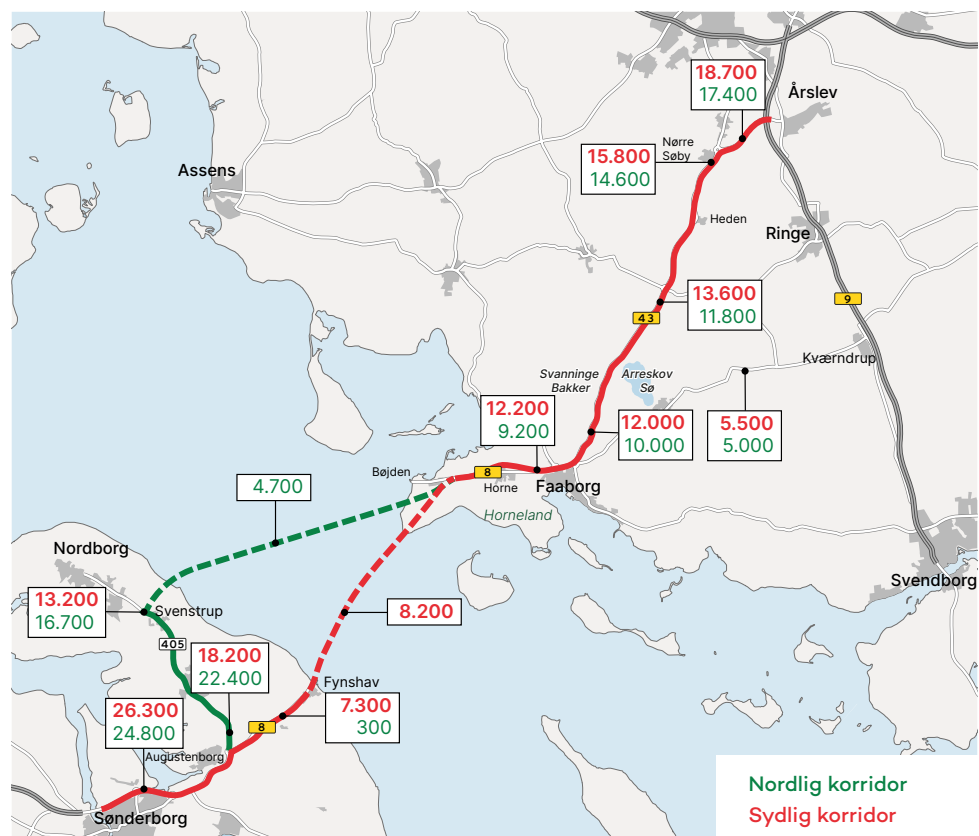 18.700
17.400
Årslev
Nørre
Søby
15.800
14.600
Assens
Heden
Ringe
9
13.600
11.800
43
Kværndrup
Svanninge
Bakker
Arreskov
Sø
12.200
9.200
12.000
10.000
5.500
5.000
Bøjden
8
Horne
Faaborg
4.700
Horneland
Nordborg
Svendborg
13.200
16.700
Svenstrup
8.200
405
18.200
22.400
Fynshav
26.300
24.800
7.300
300
8
Augustenborg
Sønderborg
Nordlig korridor
Sydlig korridor